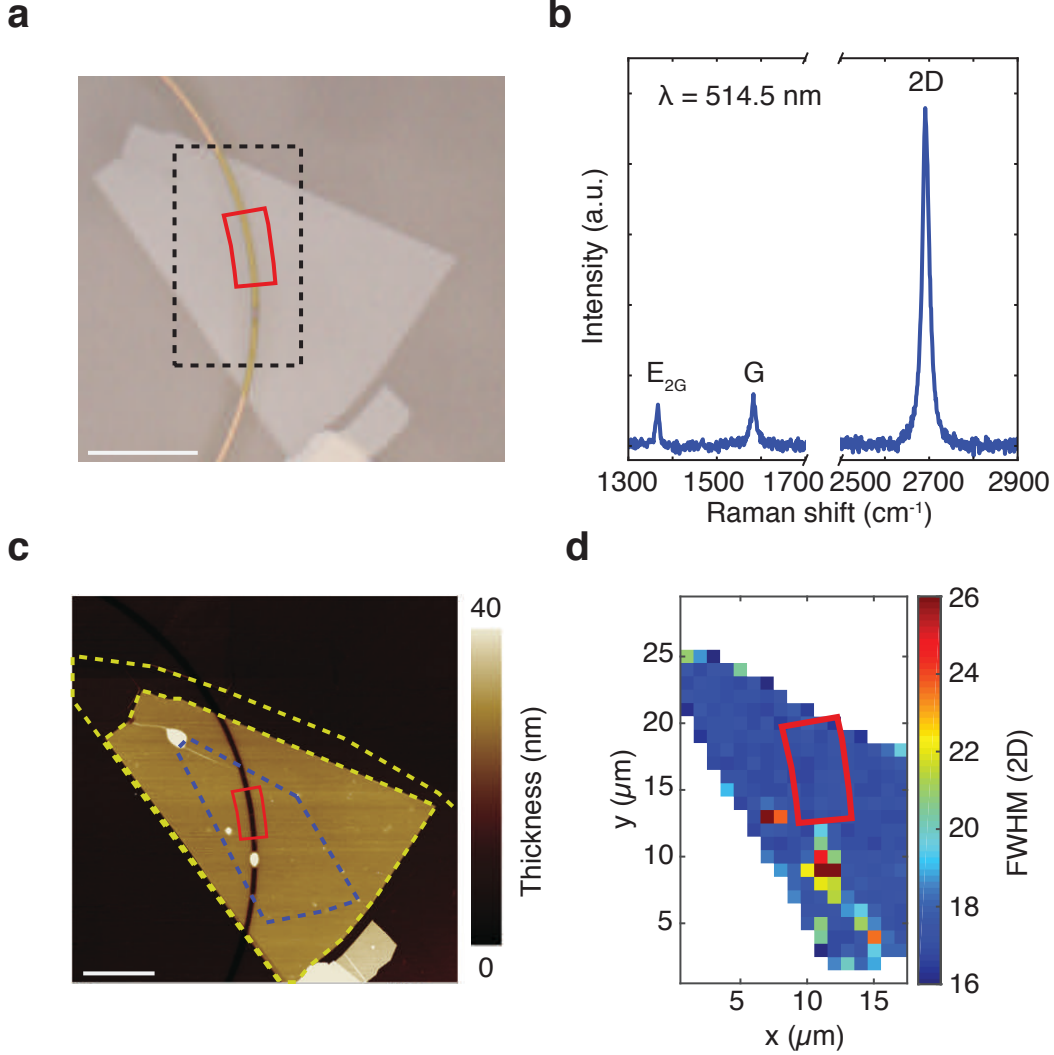 a
b
λ = 514.5 nm
2D
E2G
G
Intensity (a.u.)
1300 1500 1700 2500 2700 2900
Raman shift (cm-1)
c
d
40
Thickness (nm)
0
25
20
15
10
5
y (µm)
5 10 15
x (µm)
26
24
22
20
18
16
FWHM (2D)